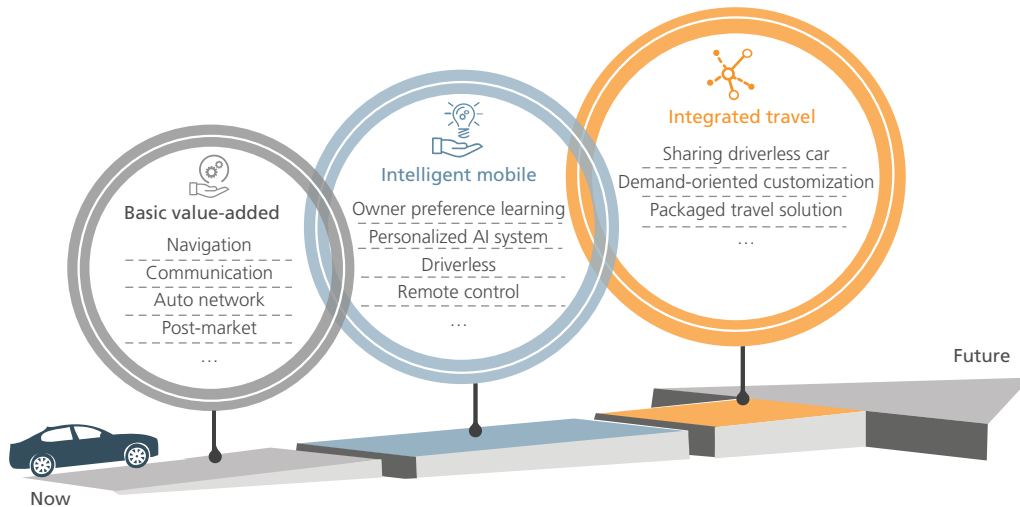 Basic value-added
Navigation
Communication
Auto network
Post-market
...
Intelligent mobile
Owner preference learning
Personalized AI system
Driverless
Remote control
...
Integrated travel
Sharing driverless car
Demand-oriented customization
Packaged travel solution
...
Now
Future